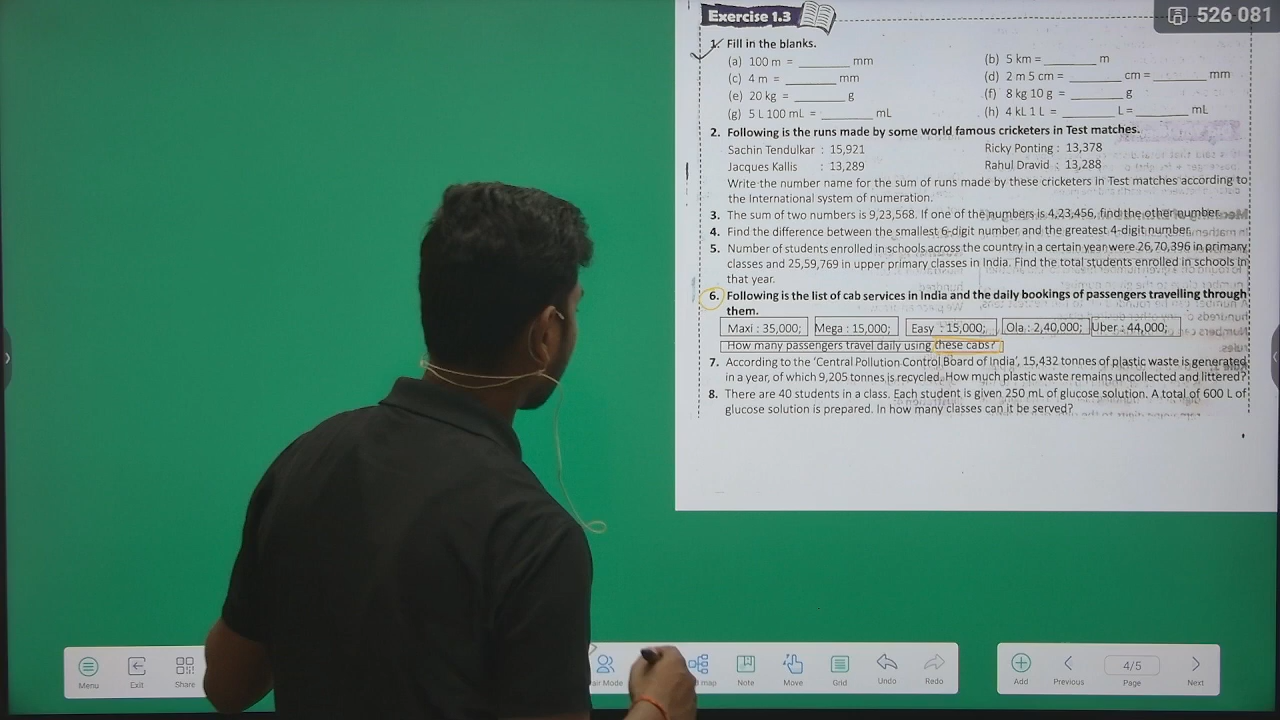 526 081
Exercise 1.3
1. Fill in the blanks.
(a) 100 m = ______ mm
(b) 5 km = ______ m
(c) 4 m = ______ mm
(d) 2 m 5 cm = ______ cm = ______ mm
(e) 20 kg = ______ g
(f) 8 kg 10 g = ______ g
(g) 5 L 100 mL = ______ mL
(h) 4 kL 1 L = ______ L = ______ mL
2. Following is the runs made by some world famous cricketers in Test matches.
Sachin Tendulkar : 15,921
Ricky Ponting : 13,378
Jacques Kallis : 13,289
Rahul Dravid : 13,288
Write the number name for the sum of runs made by these cricketers in Test matches according to
the International system of numeration.
3. The sum of two numbers is 9,23,568. If one of the numbers is 4,23,456, find the other number.
4. Find the difference between the smallest 6-digit number and the greatest 4-digit number.
5. Number of students enrolled in schools across the country in a certain year were 26,70,396 in primary
classes and 25,59,769 in upper primary classes in India. Find the total students enrolled in schools in
that year.
6. Following is the list of cab services in India and the daily bookings of passengers travelling through
them.
Maxi : 35,000; Mega : 15,000; Easy : 15,000; Ola : 2,40,000; Uber : 44,000;
How many passengers travel daily using these cabs?
7. According to the ‘Central Pollution Control Board of India’, 15,432 tonnes of plastic waste is generated
in a year, of which 9,205 tonnes is recycled. How much plastic waste remains uncollected and littered?
8. There are 40 students in a class. Each student is given 250 mL of glucose solution. A total of 600 L of
glucose solution is prepared. In how many classes can it be served?
Menu
Exit
Share
Note
Move
Grid
Undo
Redo
Add
Previous
4/5
Page
Next